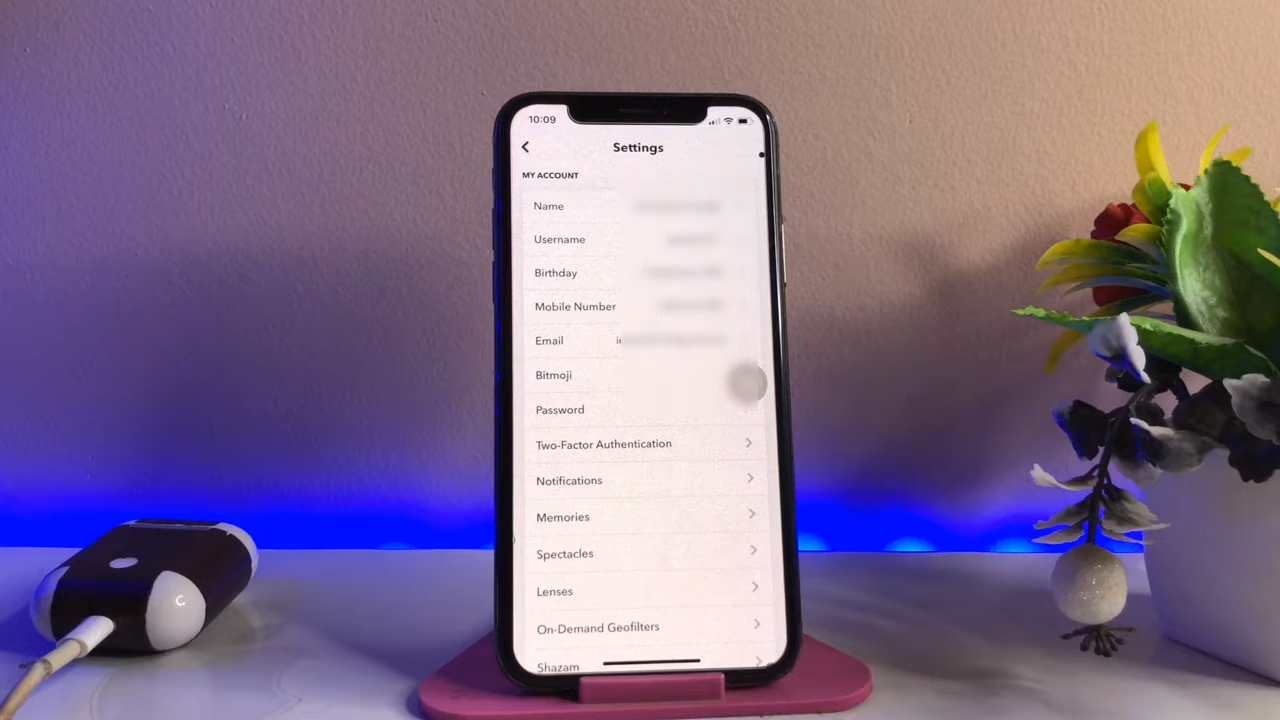 10:09
Settings
MY ACCOUNT
Name
Username
Birthday
Mobile Number
Email
Bitmoji
Password
Two-Factor Authentication
Notifications
Memories
Spectacles
Lenses
On-Demand Geofilters
Shazam